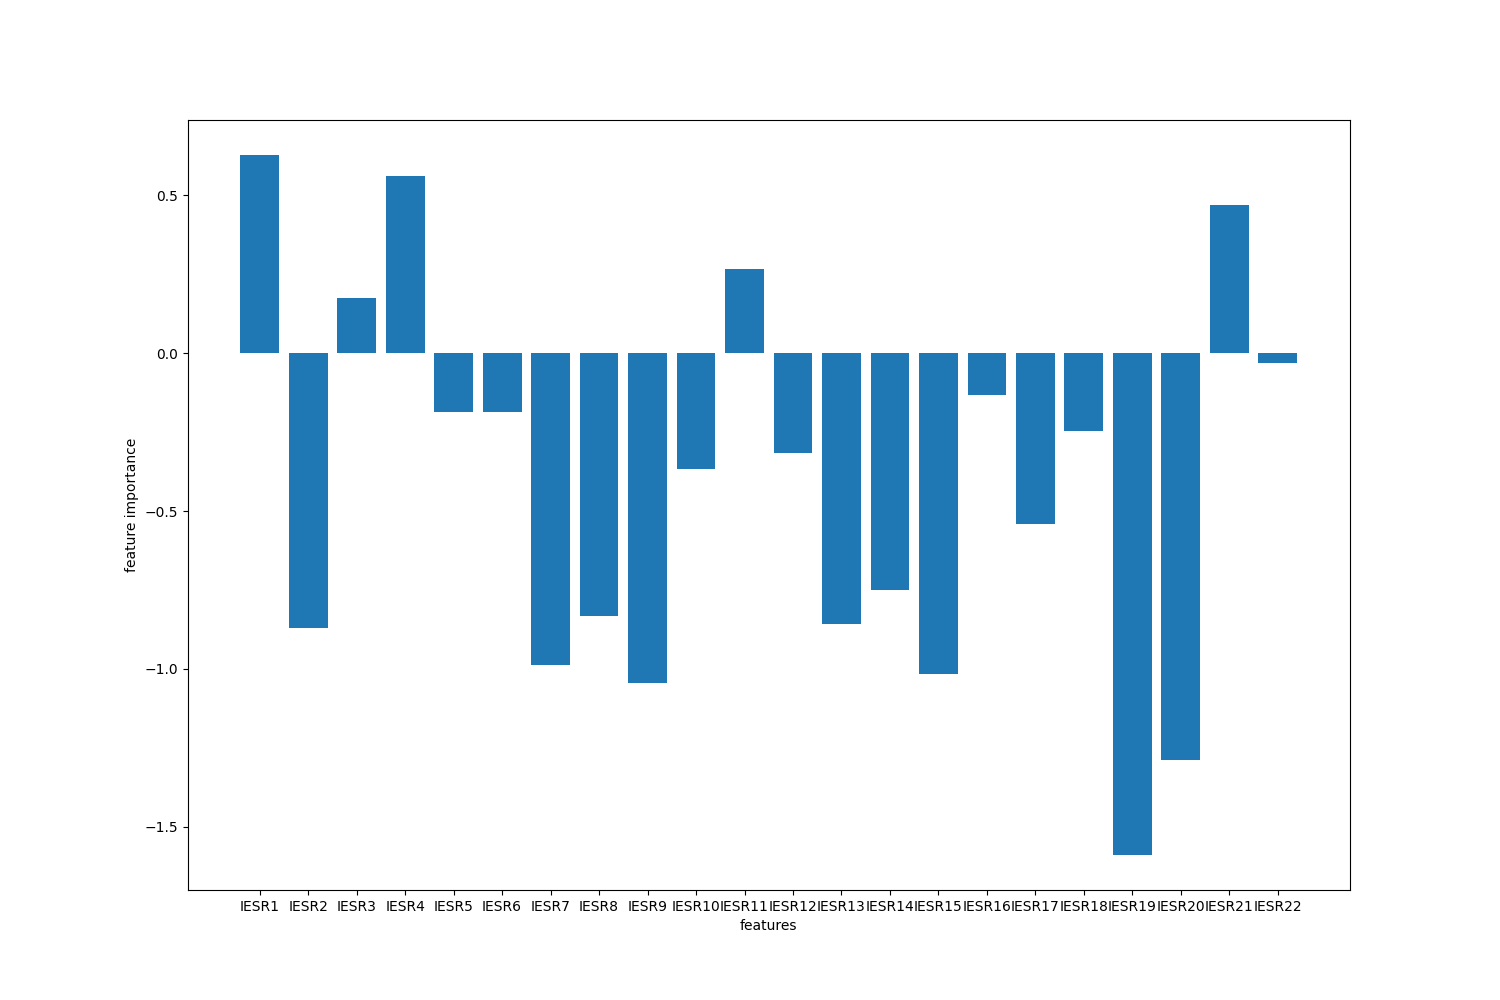 feature importance
0.5
0.0
−0.5
−1.0
−1.5
IESR1 IESR2 IESR3 IESR4 IESR5 IESR6 IESR7 IESR8 IESR9 IESR10 IESR11 IESR12 IESR13 IESR14 IESR15 IESR16 IESR17 IESR18 IESR19 IESR20 IESR21 IESR22
features